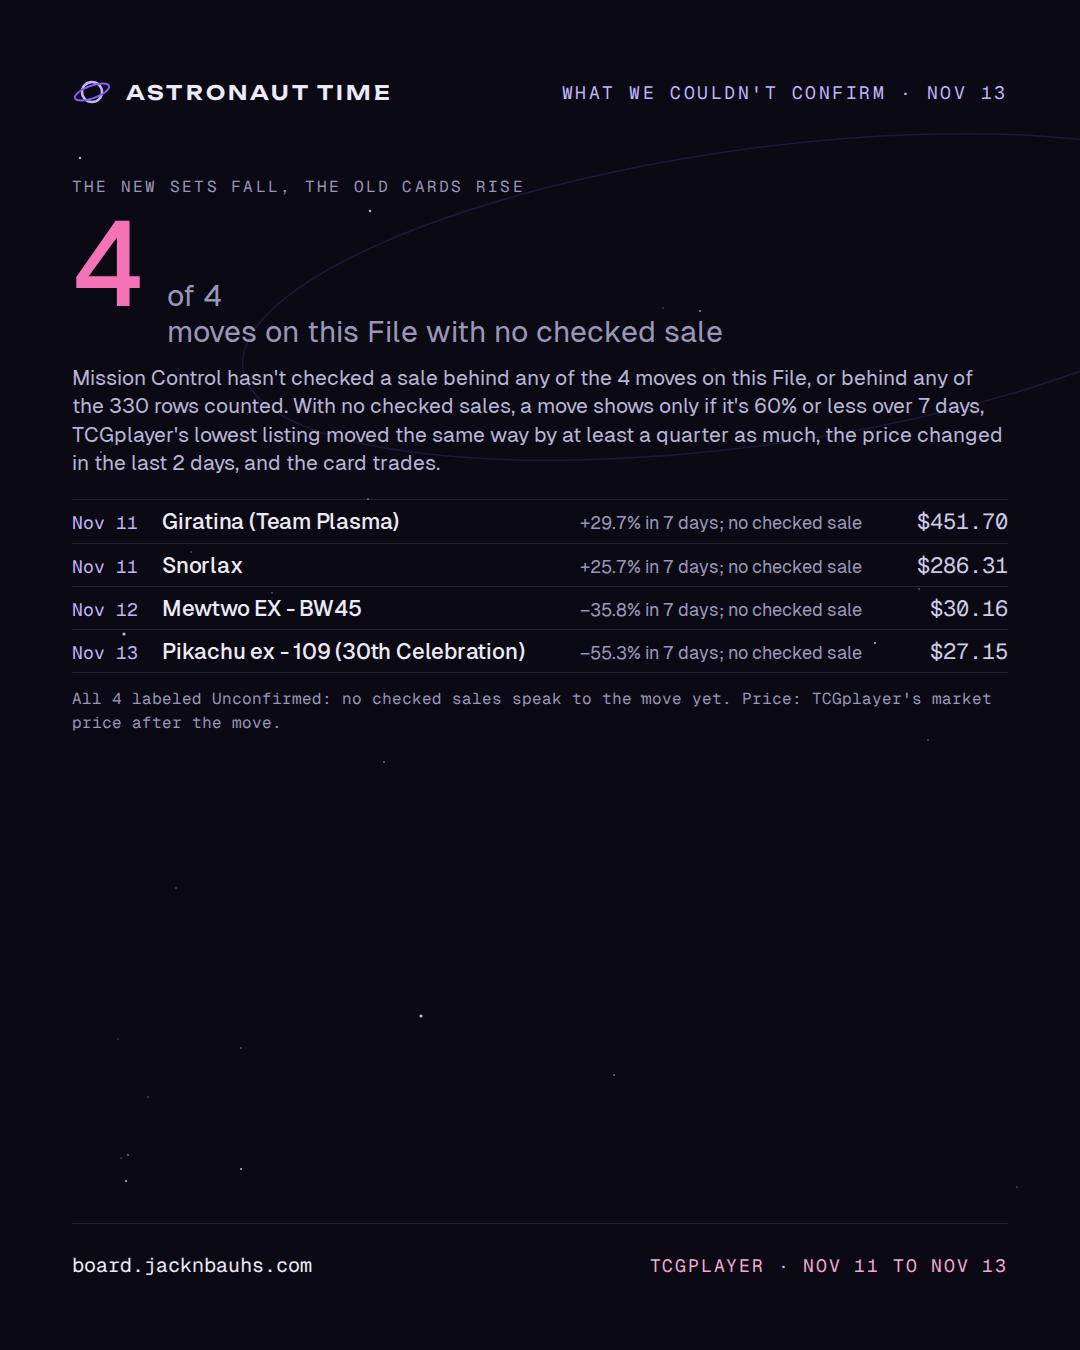 ASTRONAUT TIME
WHAT WE COULDN'T CONFIRM · NOV 13
THE NEW SETS FALL, THE OLD CARDS RISE
4 of 4
moves on this File with no checked sale
Mission Control hasn't checked a sale behind any of the 4 moves on this File, or behind any of
the 330 rows counted. With no checked sales, a move shows only if it's 60% or less over 7 days,
TCGplayer's lowest listing moved the same way by at least a quarter as much, the price changed
in the last 2 days, and the card trades.
Nov 11 Giratina (Team Plasma) +29.7% in 7 days; no checked sale $451.70
Nov 11 Snorlax +25.7% in 7 days; no checked sale $286.31
Nov 12 Mewtwo EX - BW45 −35.8% in 7 days; no checked sale $30.16
Nov 13 Pikachu ex - 109 (30th Celebration) −55.3% in 7 days; no checked sale $27.15
All 4 labeled Unconfirmed: no checked sales speak to the move yet. Price: TCGplayer's market
price after the move.
board.jacknbauhs.com
TCGPLAYER · NOV 11 TO NOV 13